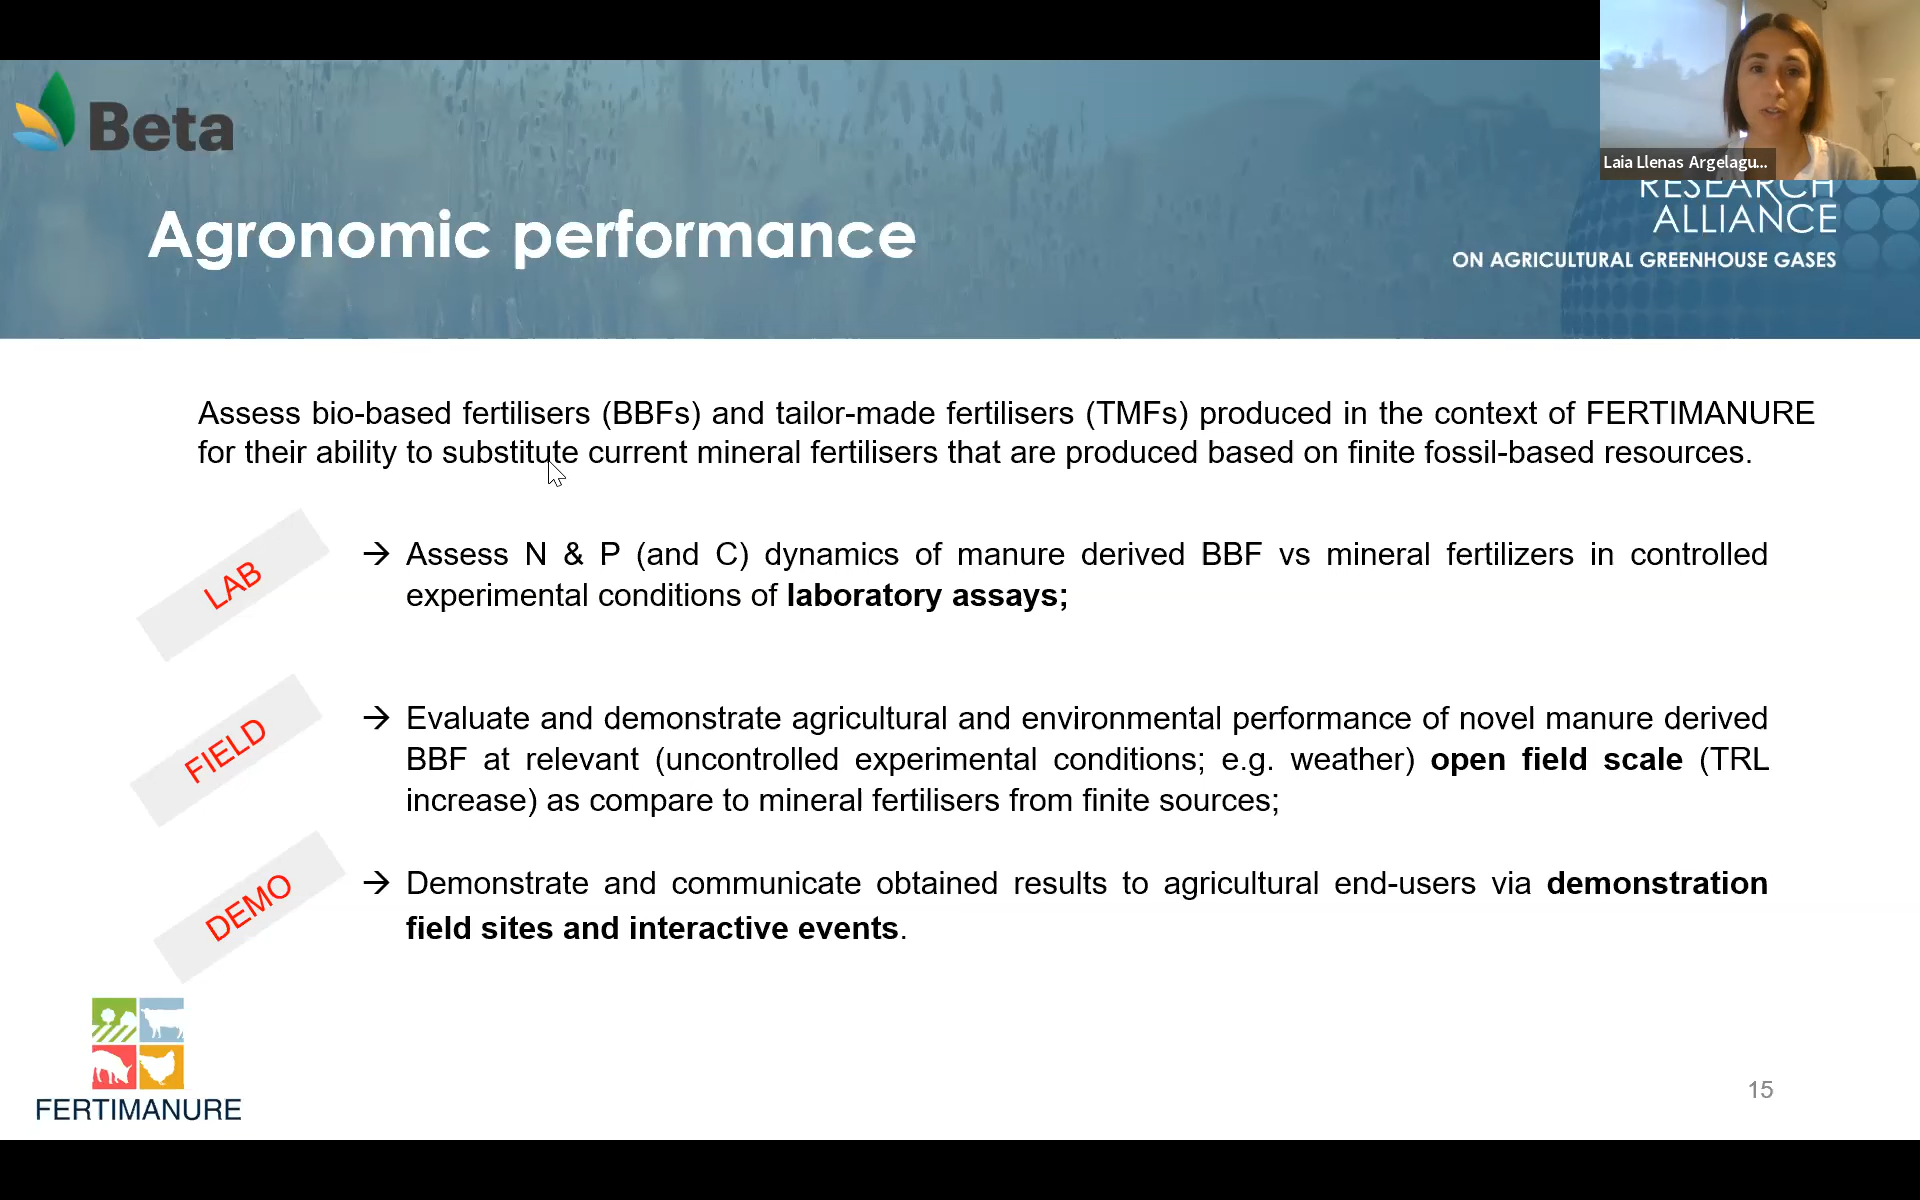 Beta
Laia Llenas Argelagu...
RESEARCH
ALLIANCE
ON AGRICULTURAL GREENHOUSE GASES
Agronomic performance
Assess bio-based fertilisers (BBFs) and tailor-made fertilisers (TMFs) produced in the context of FERTIMANURE
for their ability to substitute current mineral fertilisers that are produced based on finite fossil-based resources.
LAB
→ Assess N & P (and C) dynamics of manure derived BBF vs mineral fertilizers in controlled
experimental conditions of laboratory assays;
FIELD
→ Evaluate and demonstrate agricultural and environmental performance of novel manure derived
BBF at relevant (uncontrolled experimental conditions; e.g. weather) open field scale (TRL
increase) as compare to mineral fertilisers from finite sources;
DEMO
→ Demonstrate and communicate obtained results to agricultural end-users via demonstration
field sites and interactive events.
FERTIMANURE
15